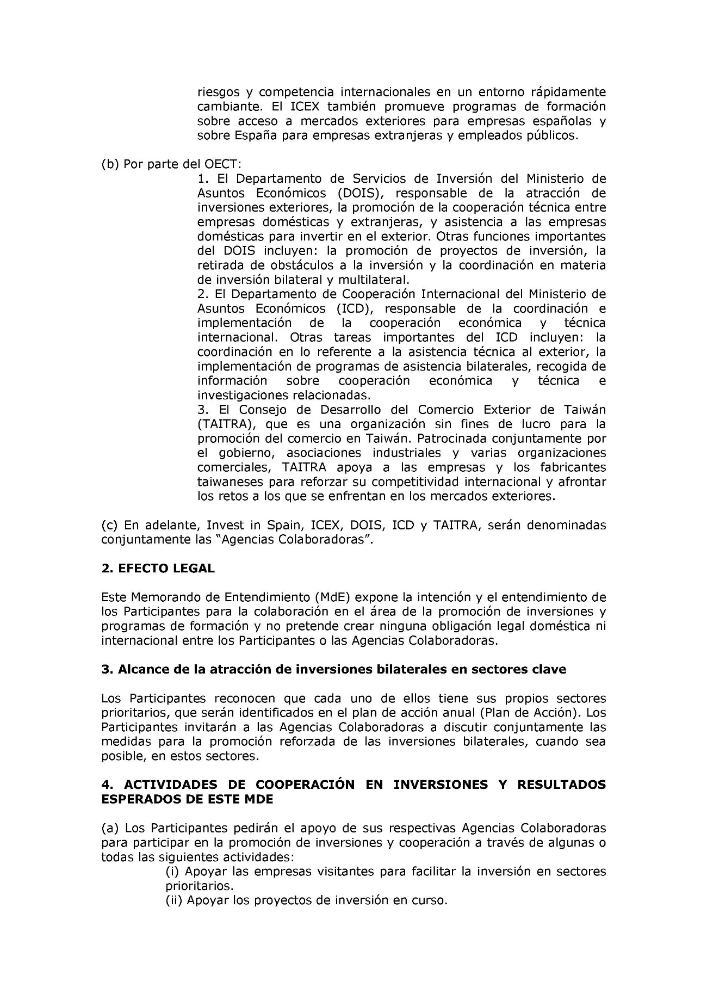 riesgos y competencia internacionales en un entorno rápidamente
cambiante. El ICEX también promueve programas de formación
sobre acceso a mercados exteriores para empresas españolas y
sobre España para empresas extranjeras y empleados públicos.
(b) Por parte del OECT:
1. El Departamento de Servicios de Inversión del Ministerio de
Asuntos Económicos (DOIS), responsable de la atracción de
inversiones exteriores, la promoción de la cooperación técnica entre
empresas domésticas y extranjeras, y asistencia a las empresas
domésticas para invertir en el exterior. Otras funciones importantes
del DOIS incluyen: la promoción de proyectos de inversión, la
retirada de obstáculos a la inversión y la coordinación en materia
de inversión bilateral y multilateral.
2. El Departamento de Cooperación Internacional del Ministerio de
Asuntos Económicos (ICD), responsable de la coordinación e
implementación de la cooperación económica y técnica
internacional. Otras tareas importantes del ICD incluyen: la
coordinación en lo referente a la asistencia técnica al exterior, la
implementación de programas de asistencia bilaterales, recogida de
información sobre cooperación económica y técnica e
investigaciones relacionadas.
3. El Consejo de Desarrollo del Comercio Exterior de Taiwán
(TAITRA), que es una organización sin fines de lucro para la
promoción del comercio en Taiwán. Patrocinada conjuntamente por
el gobierno, asociaciones industriales y varias organizaciones
comerciales, TAITRA apoya a las empresas y los fabricantes
taiwaneses para reforzar su competitividad internacional y afrontar
los retos a los que se enfrentan en los mercados exteriores.
(c) En adelante, Invest in Spain, ICEX, DOIS, ICD y TAITRA, serán denominadas
conjuntamente las “Agencias Colaboradoras”.
2. EFECTO LEGAL
Este Memorando de Entendimiento (MdE) expone la intención y el entendimiento de
los Participantes para la colaboración en el área de la promoción de inversiones y
programas de formación y no pretende crear ninguna obligación legal doméstica ni
internacional entre los Participantes o las Agencias Colaboradoras.
3. Alcance de la atracción de inversiones bilaterales en sectores clave
Los Participantes reconocen que cada uno de ellos tiene sus propios sectores
prioritarios, que serán identificados en el plan de acción anual (Plan de Acción). Los
Participantes invitarán a las Agencias Colaboradoras a discutir conjuntamente las
medidas para la promoción reforzada de las inversiones bilaterales, cuando sea
posible, en estos sectores.
4. ACTIVIDADES DE COOPERACIÓN EN INVERSIONES Y RESULTADOS
ESPERADOS DE ESTE MDE
(a) Los Participantes pedirán el apoyo de sus respectivas Agencias Colaboradoras
para participar en la promoción de inversiones y cooperación a través de algunas o
todas las siguientes actividades:
(i) Apoyar las empresas visitantes para facilitar la inversión en sectores
prioritarios.
(ii) Apoyar los proyectos de inversión en curso.